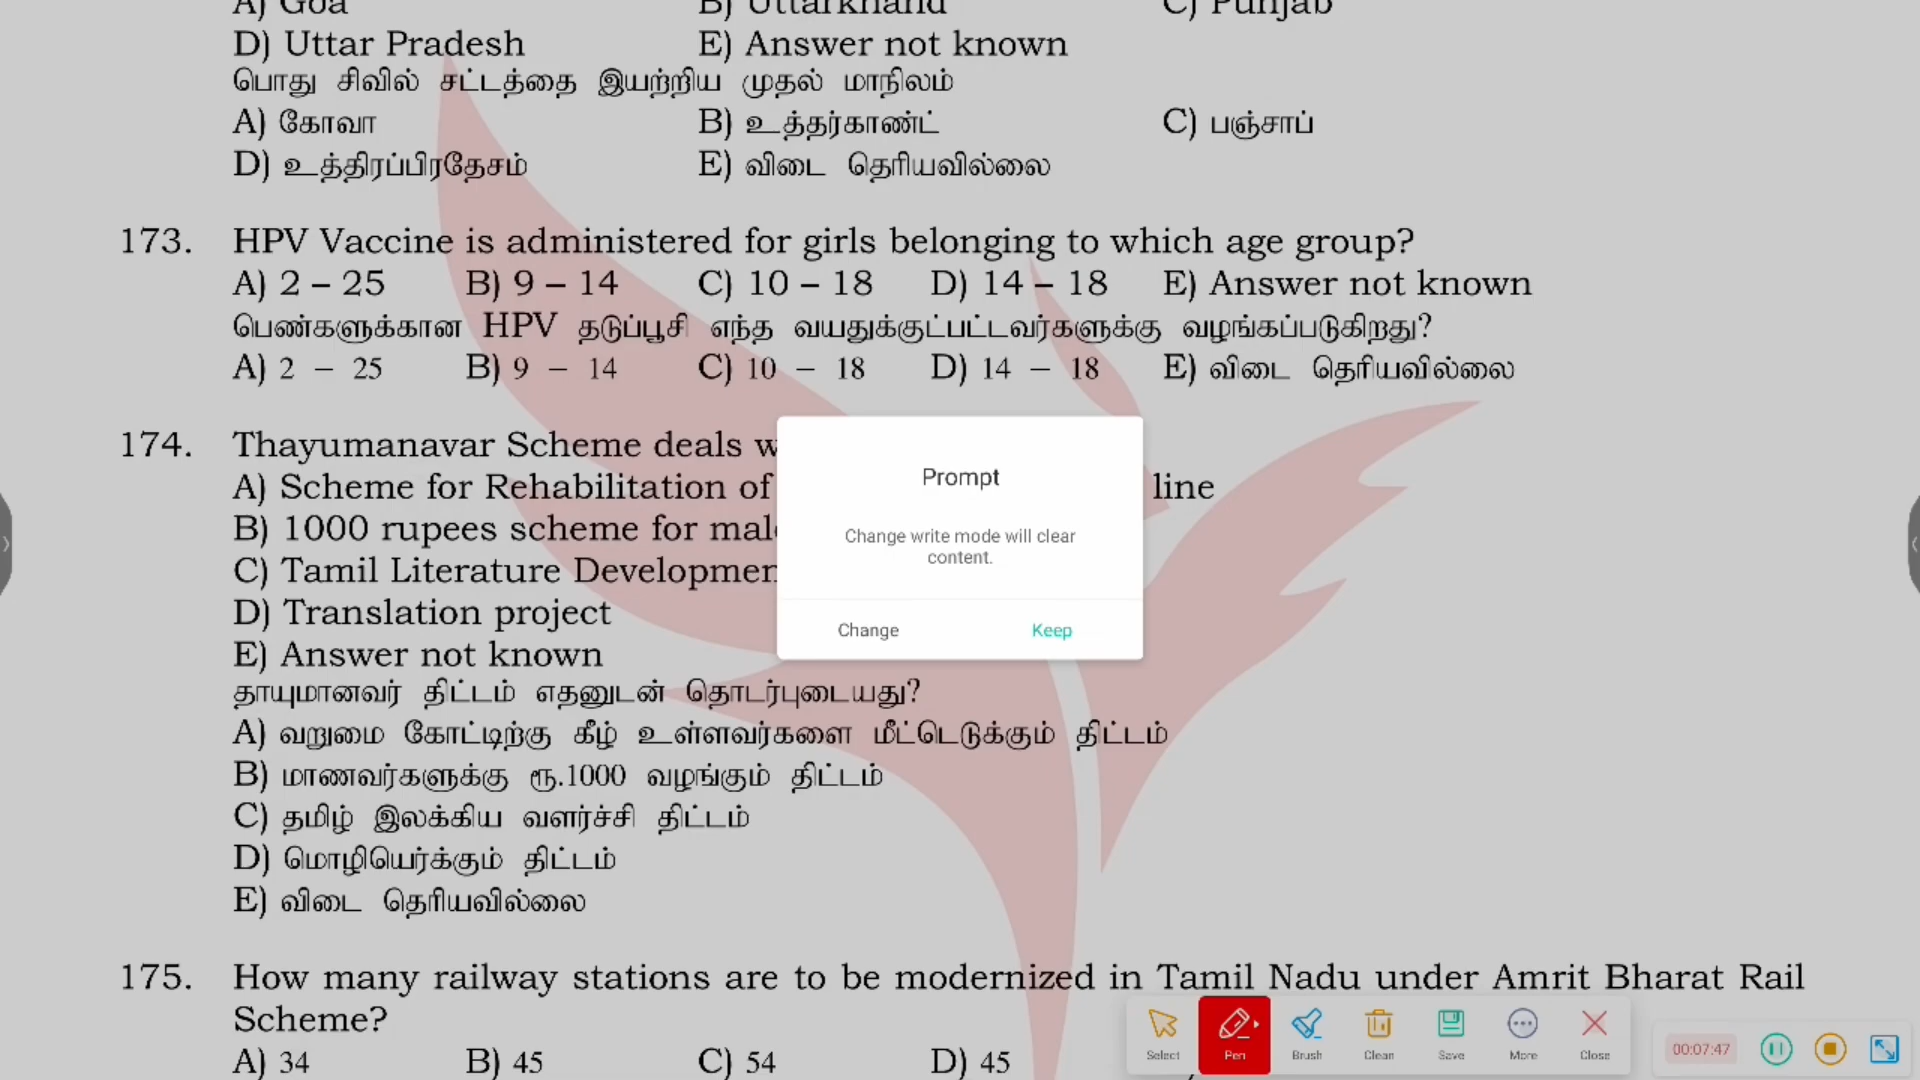 A) Goa B) Uttarkhand C) Punjab
D) Uttar Pradesh E) Answer not known
பொது சிவில் சட்டத்தை இயற்றிய முதல் மாநிலம்
A) கோவா B) உத்தர்காண்ட் C) பஞ்சாப்
D) உத்திரப்பிரதேசம் E) விடை தெரியவில்லை
173. HPV Vaccine is administered for girls belonging to which age group?
A) 2 – 25 B) 9 – 14 C) 10 – 18 D) 14 – 18 E) Answer not known
பெண்களுக்கான HPV தடுப்பூசி எந்த வயதுக்குட்பட்டவர்களுக்கு வழங்கப்படுகிறது?
A) 2 – 25 B) 9 – 14 C) 10 – 18 D) 14 – 18 E) விடை தெரியவில்லை
174. Thayumanavar Scheme deals
A) Scheme for Rehabilitation of line
B) 1000 rupees scheme for
C) Tamil Literature
D) Translation project
E) Answer not known
தாயுமானவர் திட்டம் எதனுடன் தொடர்புடையது?
A) வறுமை கோட்டிற்கு கீழ் உள்ளவர்களை மீட்டெடுக்கும் திட்டம்
B) மாணவர்களுக்கு ரூ.1000 வழங்கும் திட்டம்
C) தமிழ் இலக்கிய வளர்ச்சி திட்டம்
D) மொழியெர்க்கும் திட்டம்
E) விடை தெரியவில்லை
175. How many railway stations are to be modernized in Tamil Nadu under Amrit Bharat Rail
Scheme?
A) 34 B) 45 C) 54 D) 45
Prompt
Change write mode will clear
content.
Change Keep
Select Pen Brush Clean Save More Close
00:07:47